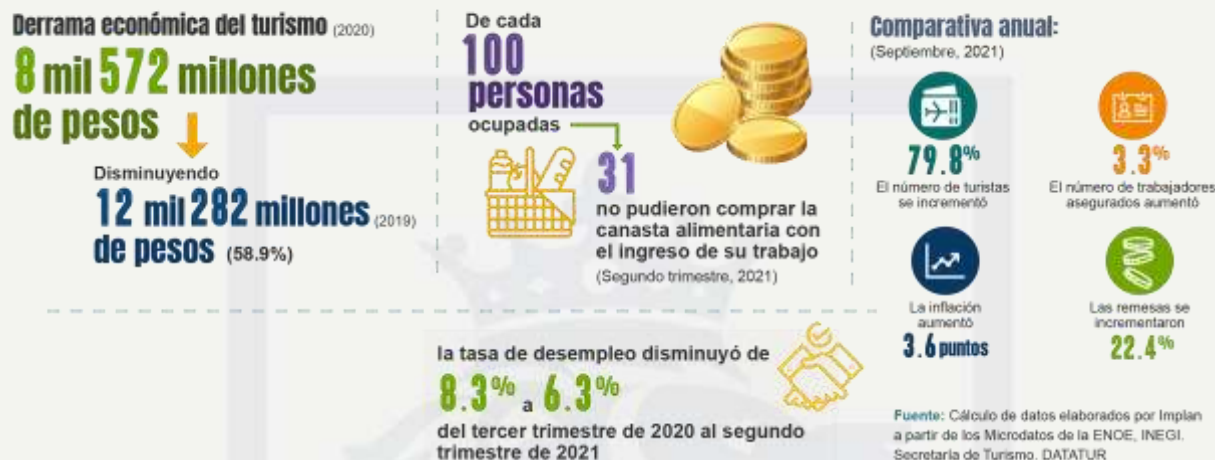 Derrama económica del turismo (2020)
8 mil 572 millones
de pesos
Disminuyendo
12 mil 282 millones (2019)
de pesos (58.9%)
De cada
100
personas
ocupadas
31
no pudieron comprar la
canasta alimentaria con
el ingreso de su trabajo
(Segundo trimestre, 2021)
Comparativa anual:
(Septiembre, 2021)
79.8%
El número de turistas
se incrementó
3.3%
El número de trabajadores
asegurados aumentó
La inflación
aumentó
3.6 puntos
Las remesas se
incrementaron
22.4%
la tasa de desempleo disminuyó de
8.3% a 6.3%
del tercer trimestre de 2020 al segundo
trimestre de 2021
Fuente: Cálculo de datos elaborados por Implan
a partir de los Microdatos de la ENOE, INEGI.
Secretaría de Turismo. DATATUR